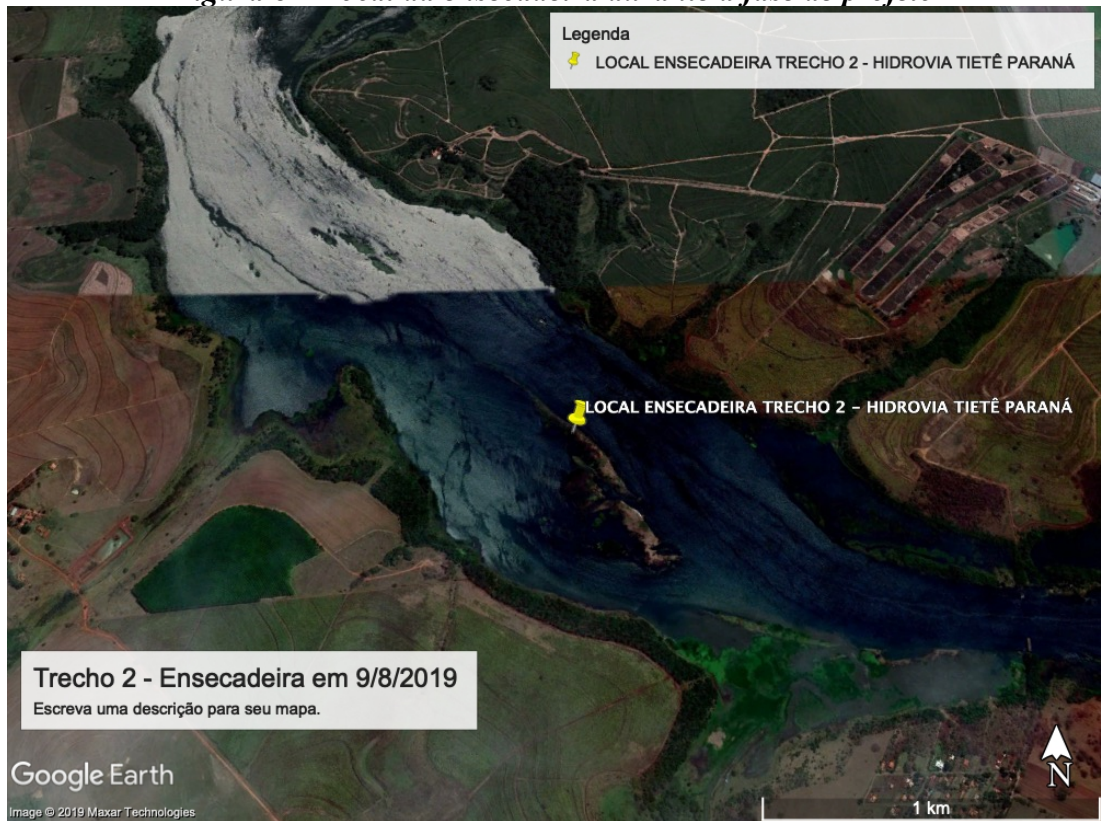 Legenda
LOCAL ENSECADEIRA TRECHO 2 - HIDROVIA TIETÊ PARANÁ
LOCAL ENSECADEIRA TRECHO 2 - HIDROVIA TIETÊ PARANÁ
Trecho 2 - Ensecadeira em 9/8/2019
Escreva uma descrição para seu mapa.
Google Earth
Image © 2019 Maxar Technologies
N
1 km